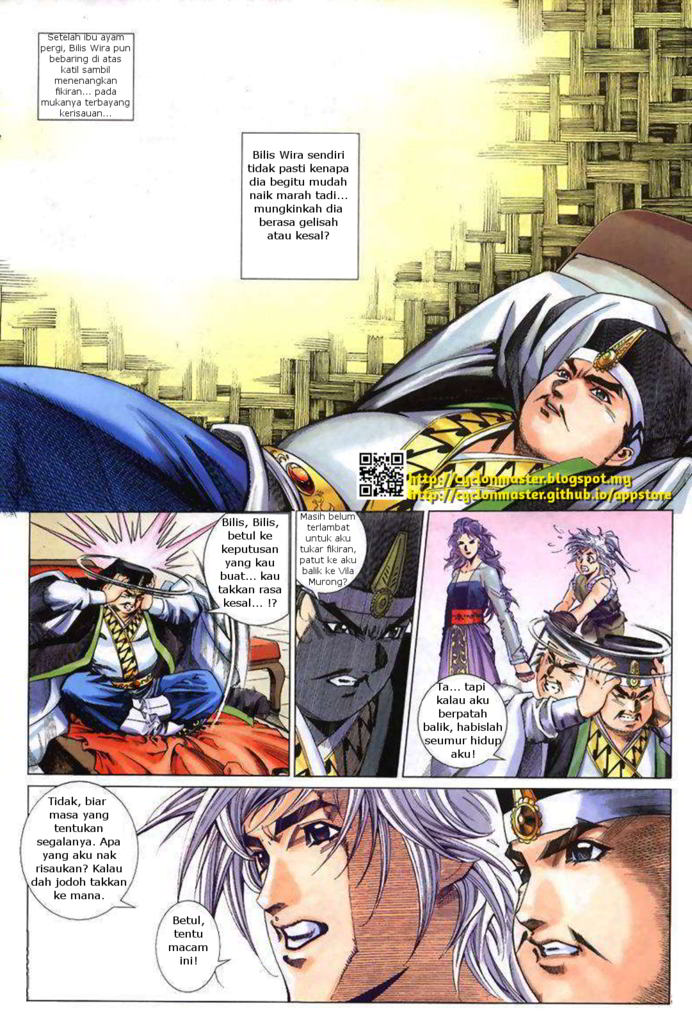 Setelah ibu ayam
pergi, Bilis Wira pun
bebaring di atas
katil sambil
menenangkan
fikiran... pada
mukanya terbayang
kerisauan...
Bilis Wira sendiri
tidak pasti kenapa
dia begitu mudah
naik marah tadi...
mungkinkah dia
berasa gelisah
atau kesal?
http://cyclonmaster.blogspot.my
http://cyclonmaster.github.io/appstore
Bilis, Bilis,
betul ke
keputusan
yang kau
buat... kau
takkan rasa
kesal... !?
Masih belum
terlambat
untuk aku
tukar fikiran,
patut ke aku
balik ke Vila
Murong?
Ta... tapi
kalau aku
berpatah
balik, habislah
seumur hidup
aku!
Tidak, biar
masa yang
tentukan
segalanya. Apa
yang aku nak
risaukan? Kalau
dah jodoh takkan
ke mana.
Betul,
tentu
macam
ini!